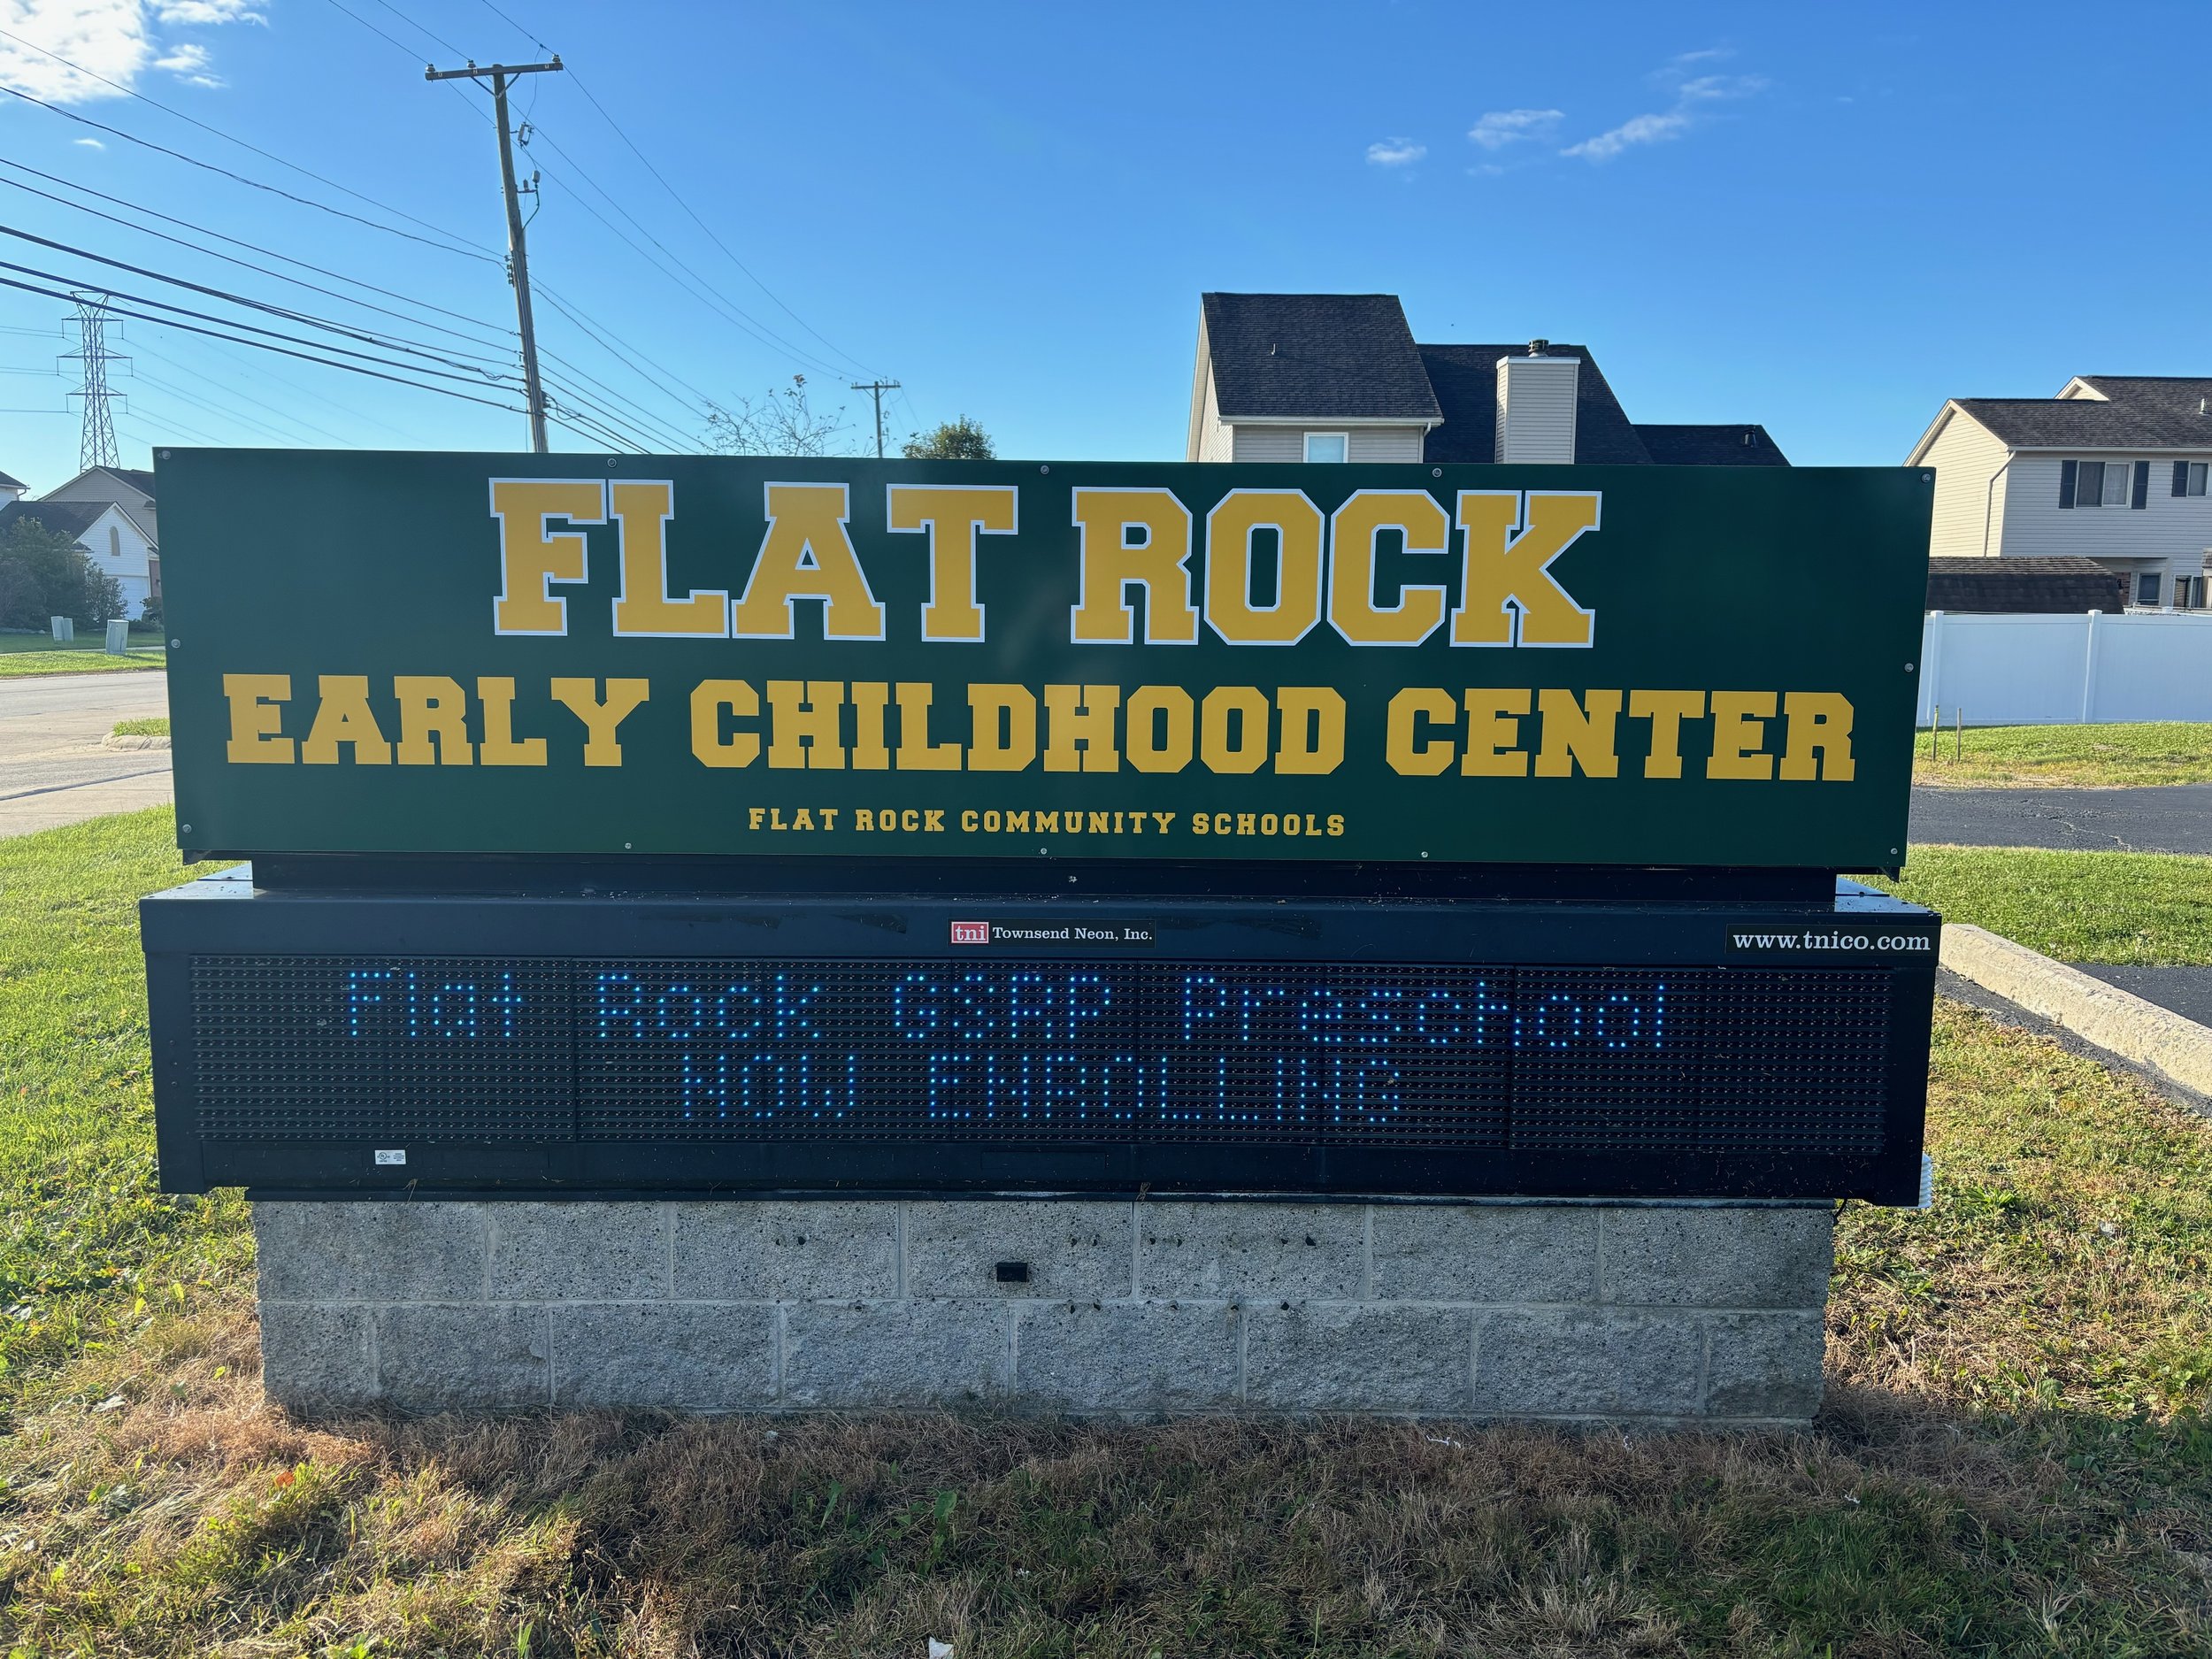 FLAT ROCK
EARLY CHILDHOOD CENTER
FLAT ROCK COMMUNITY SCHOOLS
tni Townsend Neon, Inc.
www.tnico.com
Flat Rock GSRP Preschool
NOW ENROLLING